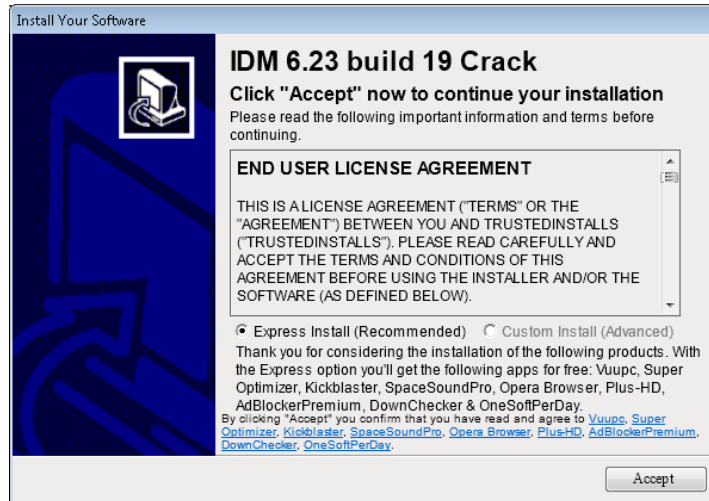 Install Your Software
IDM 6.23 build 19 Crack
Click "Accept" now to continue your installation
Please read the following important information and terms before
continuing.
END USER LICENSE AGREEMENT
THIS IS A LICENSE AGREEMENT ("TERMS" OR THE
"AGREEMENT") BETWEEN YOU AND TRUSTEDINSTALLS
("TRUSTEDINSTALLS"). PLEASE READ CAREFULLY AND
ACCEPT THE TERMS AND CONDITIONS OF THIS
AGREEMENT BEFORE USING THE INSTALLER AND/OR THE
SOFTWARE (AS DEFINED BELOW).
Express Install (Recommended) Custom Install (Advanced)
Thank you for considering the installation of the following products. With
the Express option you'll get the following apps for free: Vuupc, Super
Optimizer, Kickblaster, SpaceSoundPro, Opera Browser, Plus-HD,
AdBlockerPremium, DownChecker & OneSoftPerDay.
By clicking "Accept" you confirm that you have read and agree to Vuupc, Super
Optimizer, Kickblaster, SpaceSoundPro, Opera Browser, Plus-HD, AdBlockerPremium,
DownChecker, OneSoftPerDay.
Accept